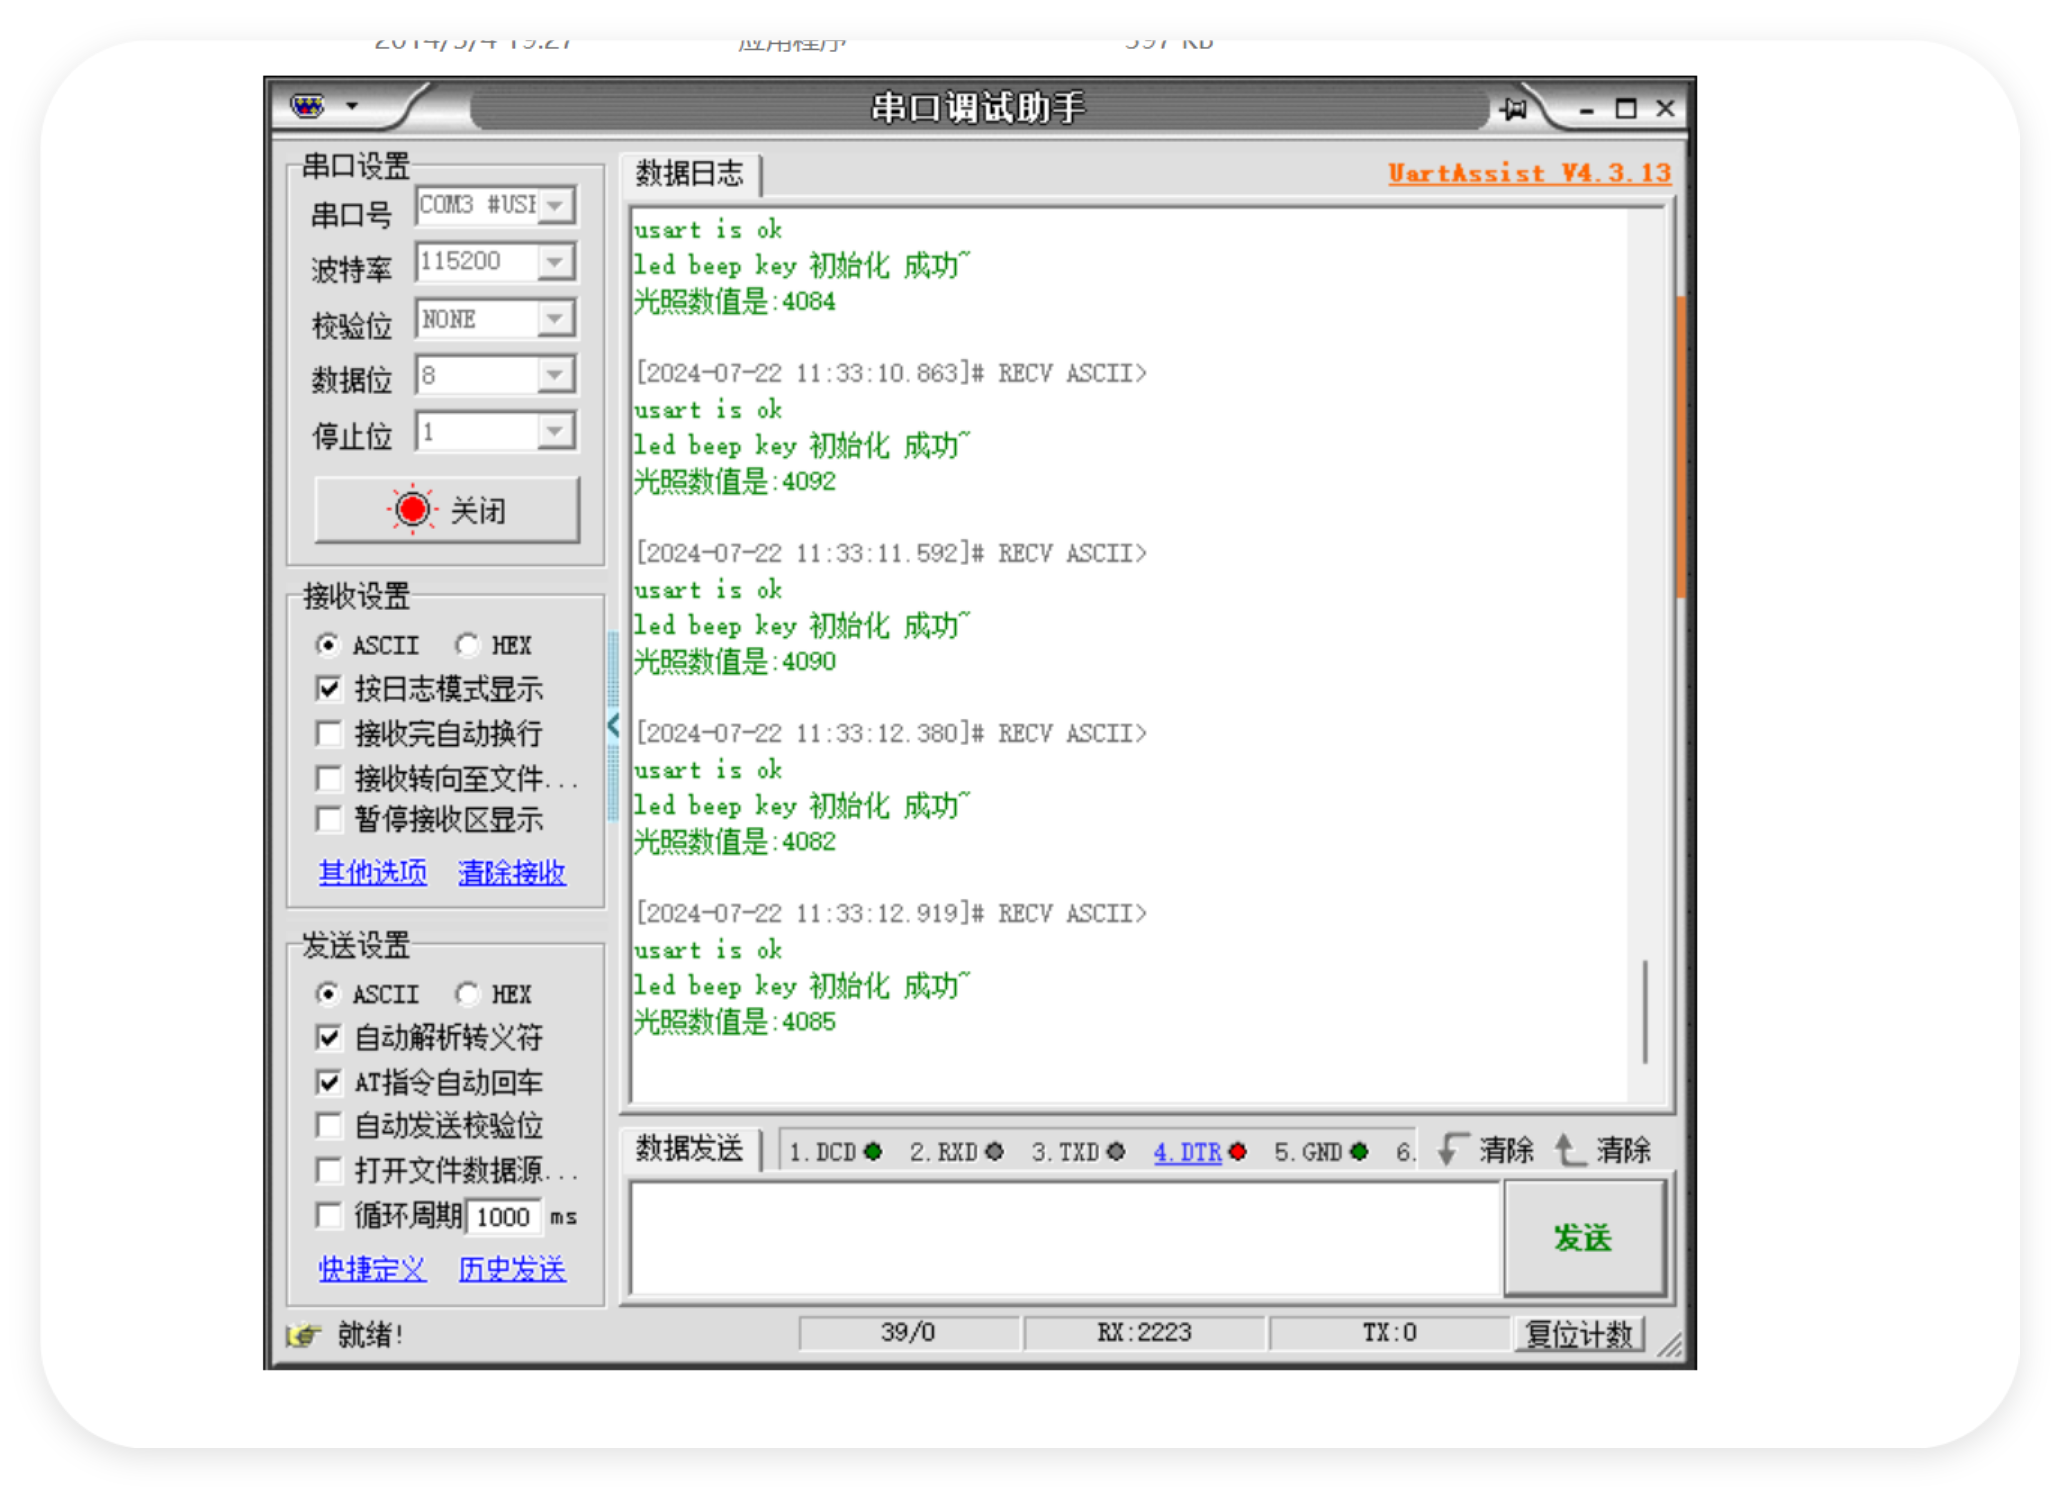 2014/3/4 19:27 应用程序 397 KB
串口调试助手
串口设置
串口号 COM3 #USE
波特率 115200
校验位 NONE
数据位 8
停止位 1
关闭
接收设置
ASCII HEX
按日志模式显示
接收完自动换行
接收转向至文件...
暂停接收区显示
其他选项 清除接收
发送设置
ASCII HEX
自动解析转义符
AT指令自动回车
自动发送校验位
打开文件数据源...
循环周期 1000 ms
快捷定义 历史发送
数据日志 UartAssist V4.3.13
usart is ok
led beep key 初始化 成功~
光照数值是:4084
[2024-07-22 11:33:10.863]# RECV ASCII>
usart is ok
led beep key 初始化 成功~
光照数值是:4092
[2024-07-22 11:33:11.592]# RECV ASCII>
usart is ok
led beep key 初始化 成功~
光照数值是:4090
[2024-07-22 11:33:12.380]# RECV ASCII>
usart is ok
led beep key 初始化 成功~
光照数值是:4082
[2024-07-22 11:33:12.919]# RECV ASCII>
usart is ok
led beep key 初始化 成功~
光照数值是:4085
数据发送 1.DCD 2.RXD 3.TXD 4.DTR 5.GND 6. 清除 清除
发送
就绪! 39/0 RX:2223 TX:0 复位计数